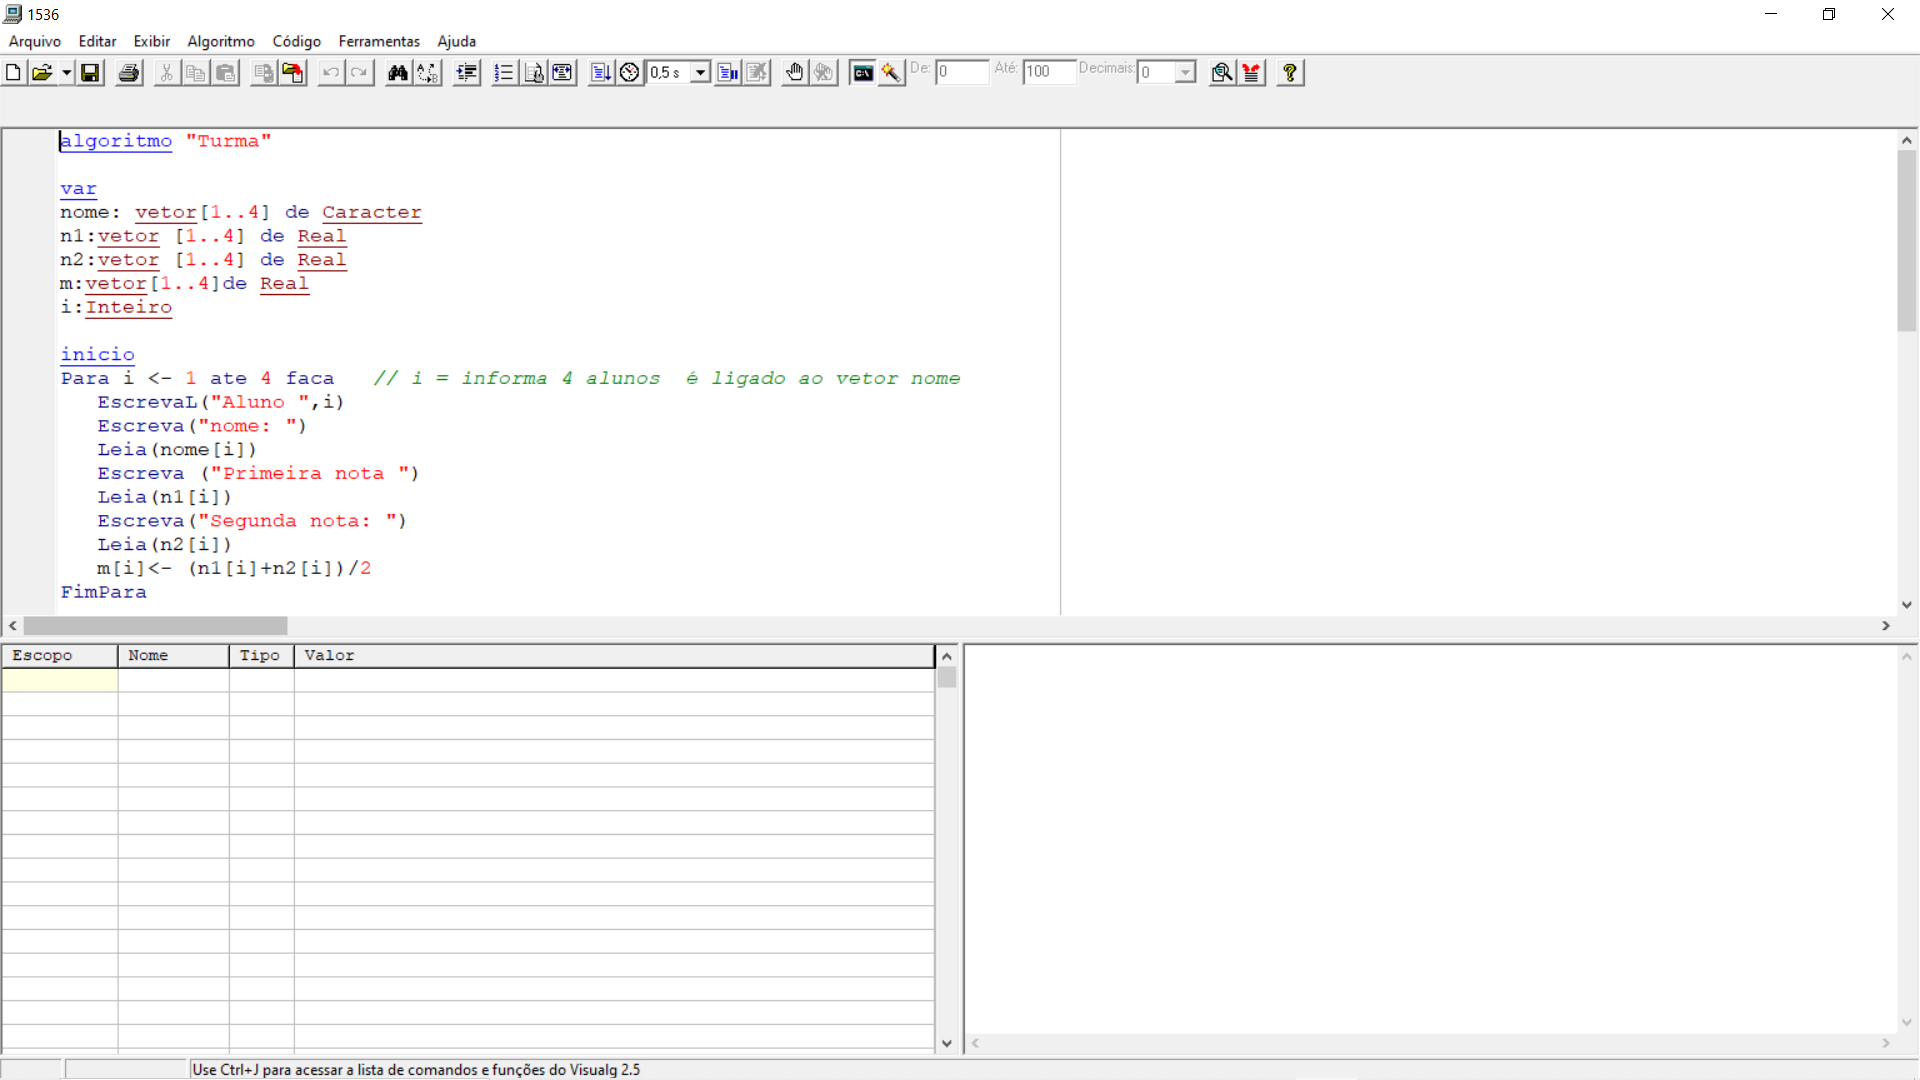 1536
Arquivo Editar Exibir Algoritmo Código Ferramentas Ajuda
0,5 s De: 0 Até: 100 Decimais: 0
algoritmo "Turma"
var
nome: vetor[1..4] de Caracter
n1:vetor [1..4] de Real
n2:vetor [1..4] de Real
m:vetor[1..4]de Real
i:Inteiro
inicio
Para i <- 1 ate 4 faca // i = informa 4 alunos é ligado ao vetor nome
EscrevaL("Aluno ",i)
Escreva("nome: ")
Leia(nome[i])
Escreva ("Primeira nota ")
Leia(n1[i])
Escreva("Segunda nota: ")
Leia(n2[i])
m[i]<- (n1[i]+n2[i])/2
FimPara
Escopo Nome Tipo Valor
Use Ctrl+J para acessar a lista de comandos e funções do Visualg 2.5